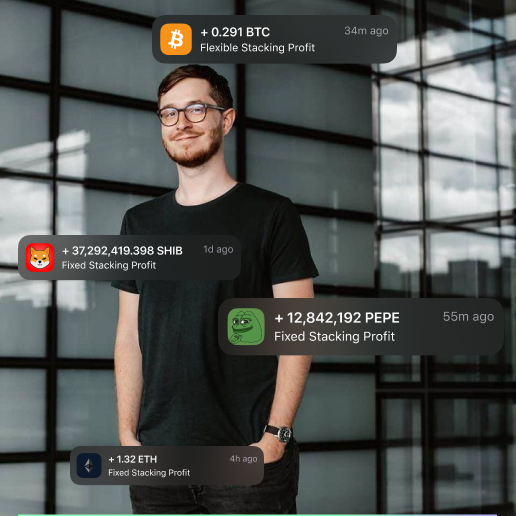 + 0.291 BTC 34m ago
Flexible Stacking Profit
+ 37,292,419.398 SHIB 1d ago
Fixed Stacking Profit
+ 12,842,192 PEPE 55m ago
Fixed Stacking Profit
+ 1.32 ETH 4h ago
Fixed Stacking Profit